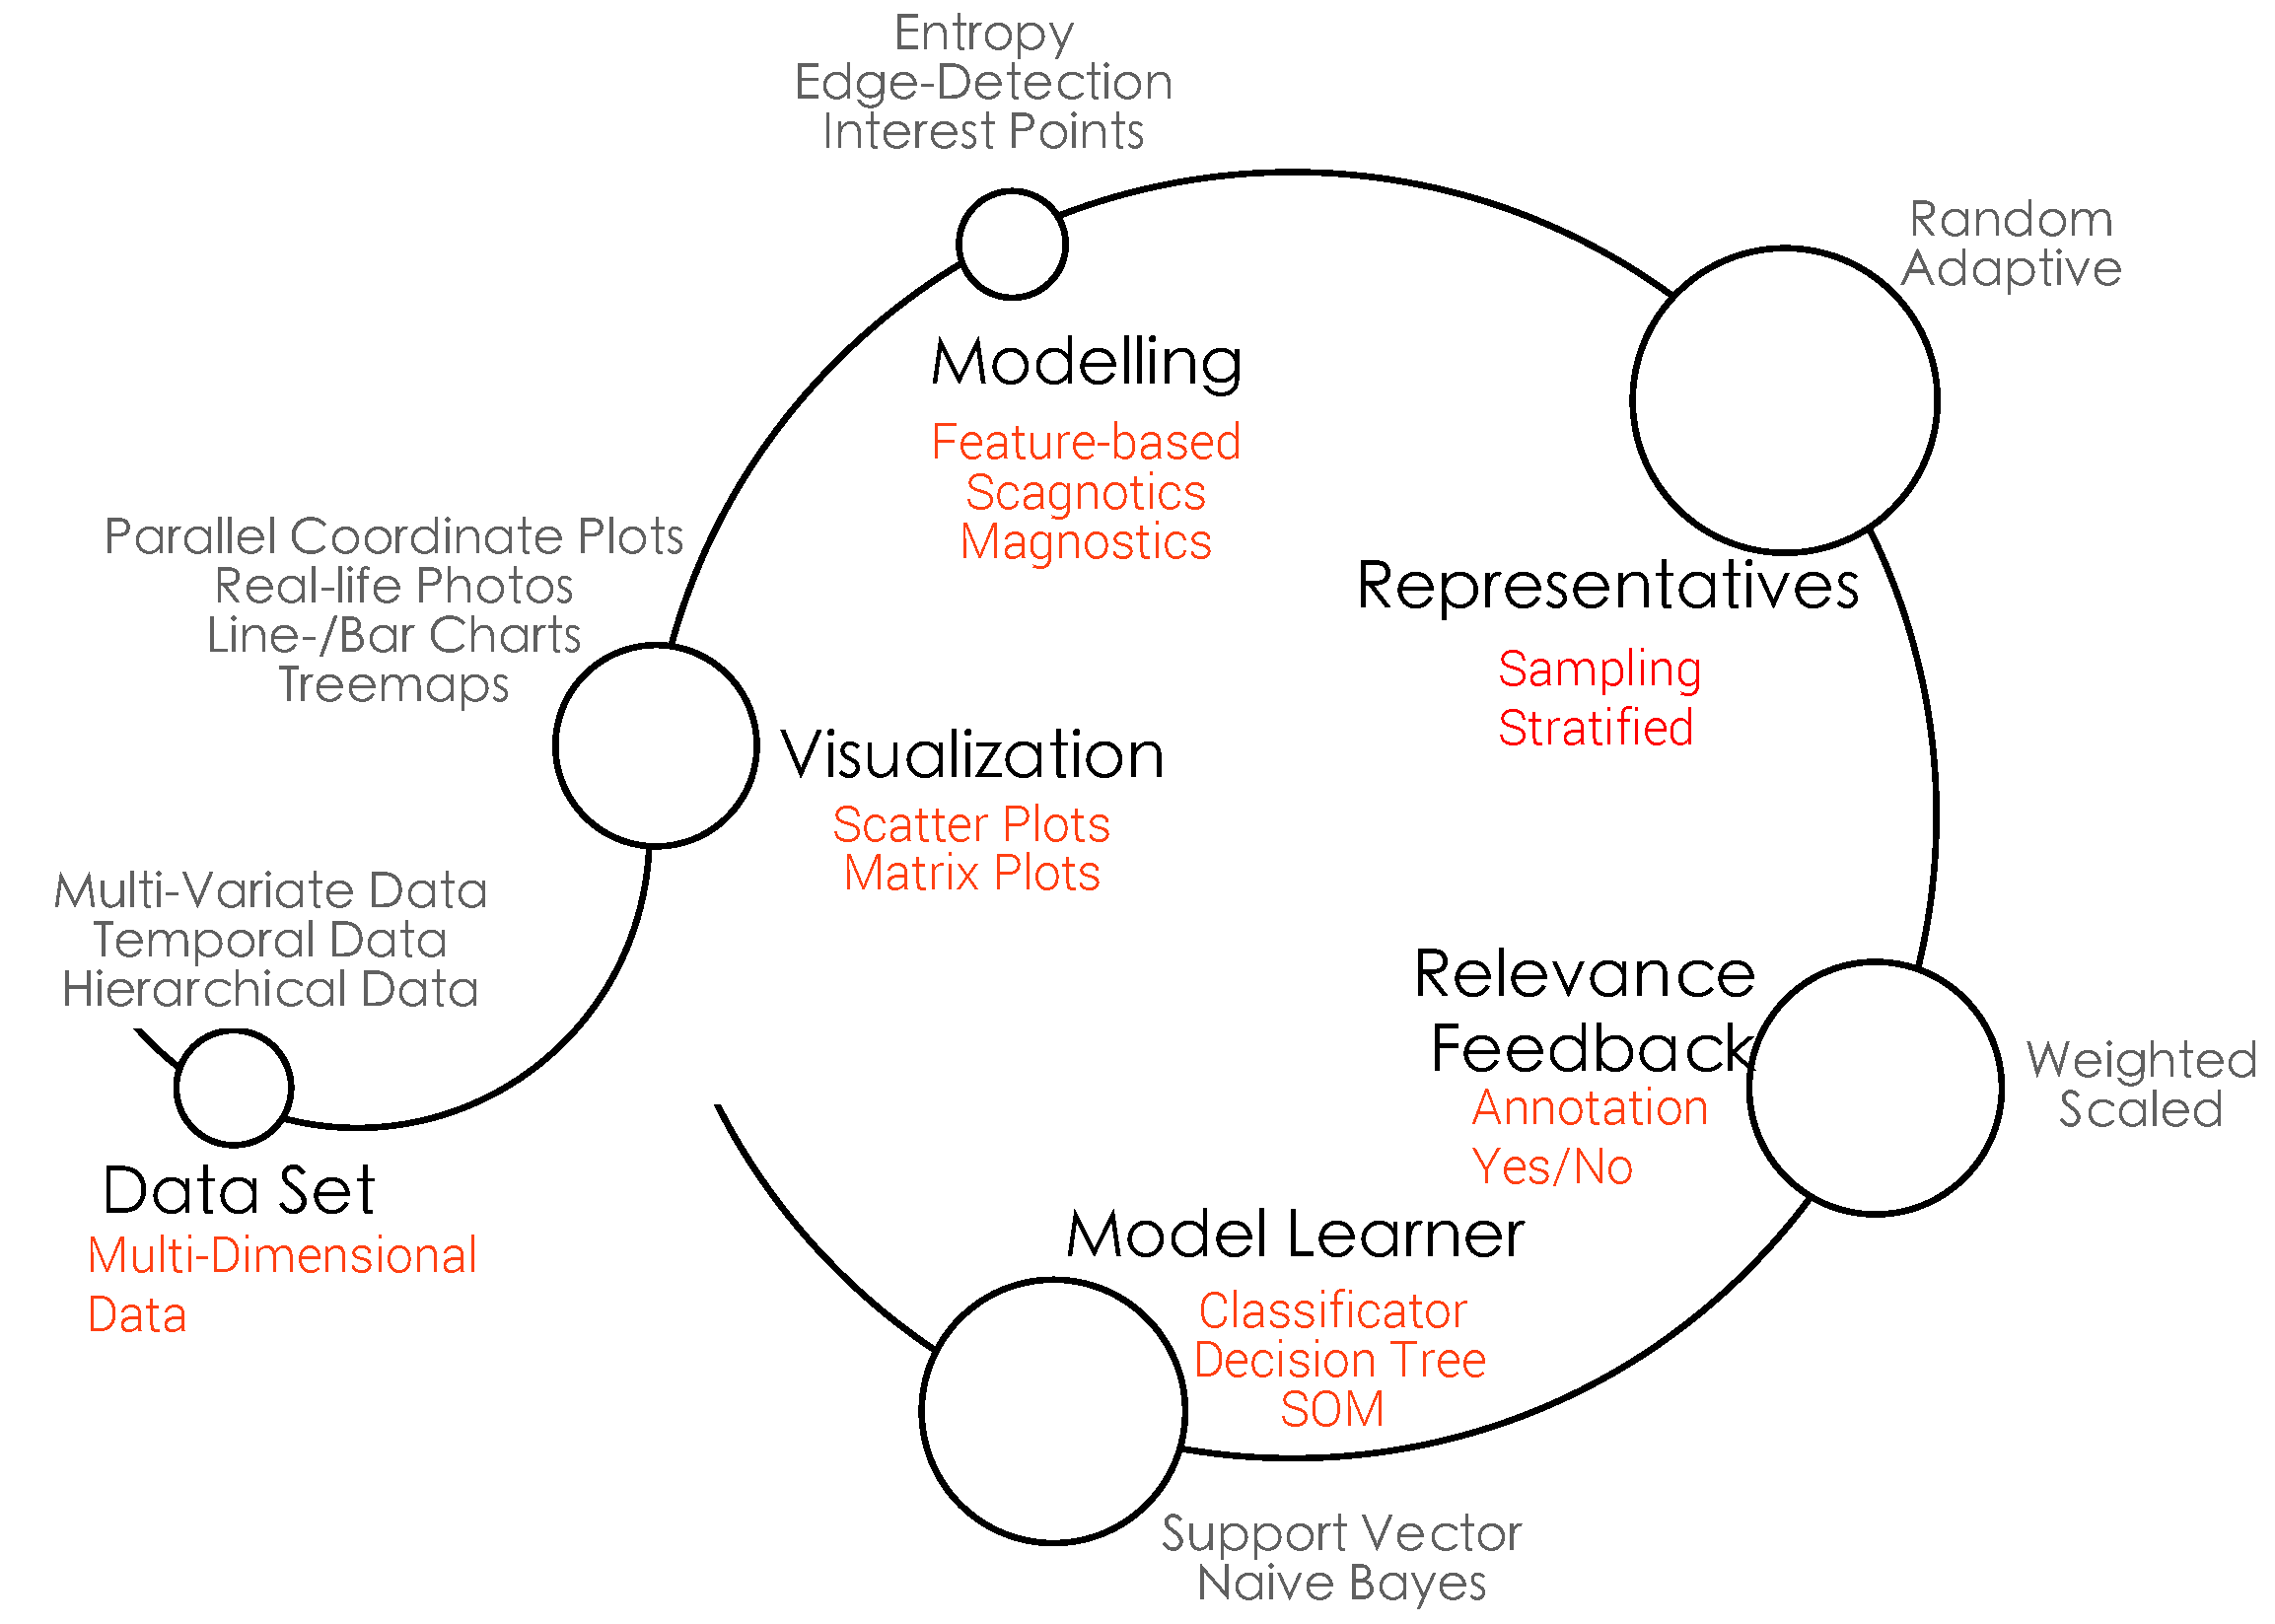 Entropy
Edge-Detection
Interest Points
Modelling
Feature-based
Scagnotics
Magnostics
Random
Adaptive
Representatives
Sampling
Stratified
Parallel Coordinate Plots
Real-life Photos
Line-/Bar Charts
Treemaps
Visualization
Scatter Plots
Matrix Plots
Multi-Variate Data
Temporal Data
Hierarchical Data
Data Set
Multi-Dimensional
Data
Relevance
Feedback
Annotation
Yes/No
Weighted
Scaled
Model Learner
Classificator
Decision Tree
SOM
Support Vector
Naive Bayes